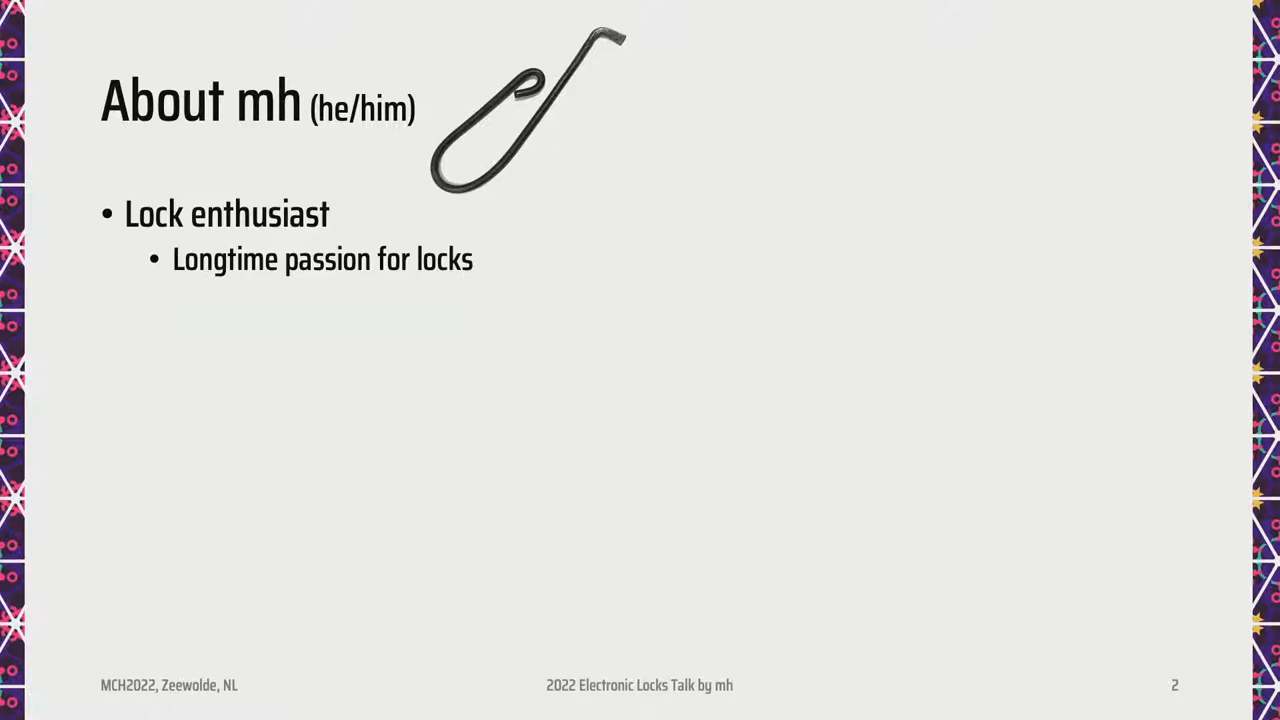 About mh (he/him)
• Lock enthusiast
• Longtime passion for locks
MCH2022, Zeewolde, NL
2022 Electronic Locks Talk by mh
2